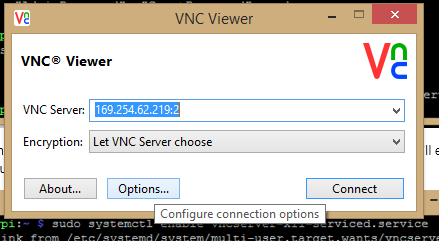 VNC Viewer
VNC® Viewer
VNC Server: 169.254.62.219:2
Encryption: Let VNC Server choose
About... Options... Connect
Configure connection options
pi:~ $ sudo systemctl enable vncserver-x11-serviced.service
link from /etc/systemd/system/multi-user.target.wants/vncserv